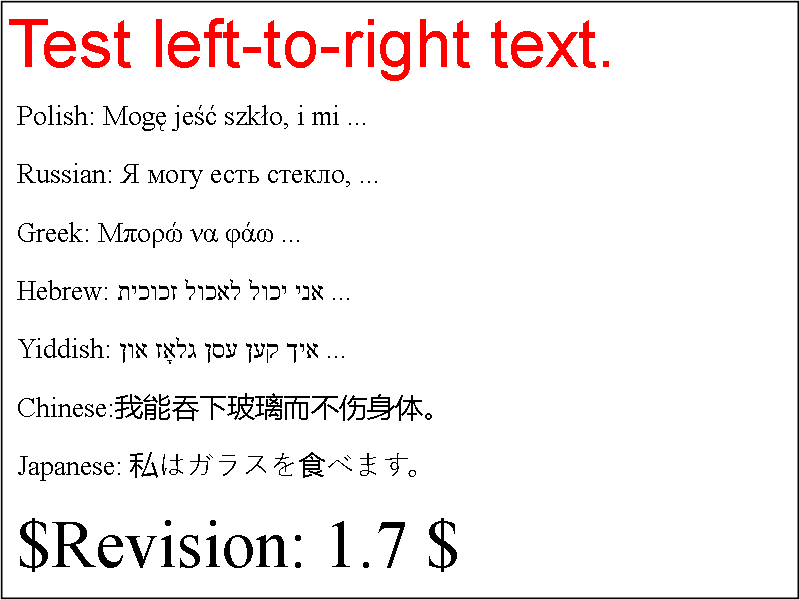 Test left-to-right text.
Polish: Mogę jeść szkło, i mi ...
Russian: Я могу есть стекло, ...
Greek: Μπορώ να φάω ...
Hebrew: אני יכול לאכול זכוכית ...
Yiddish: איך קען עסן גלאָז און ...
Chinese:我能吞下玻璃而不伤身体。
Japanese: 私はガラスを食べます。
$Revision: 1.7 $